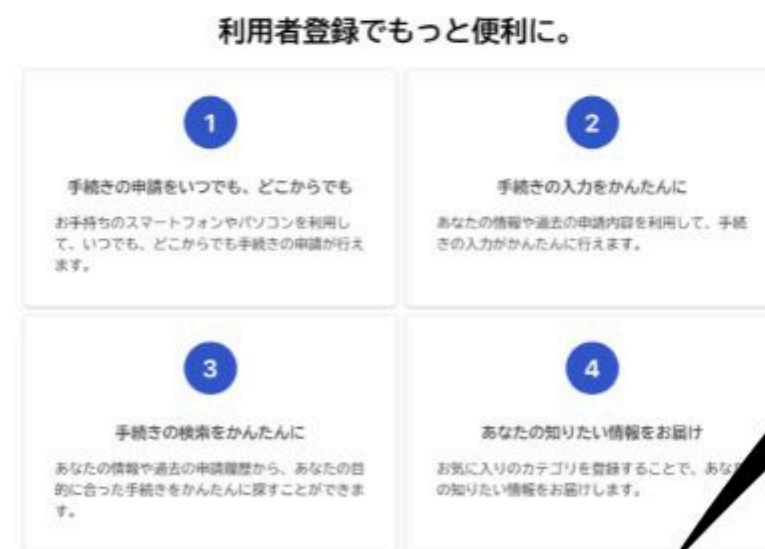 利用者登録でもっと便利に。
1
手続きの申請をいつでも、どこからでも
お手持ちのスマートフォンやパソコンを利用し
て、いつでも、どこからでも手続きの申請が行え
ます。
2
手続きの入力をかんたんに
あなたの情報や過去の申請内容を利用して、手続
きの入力がかんたんに行えます。
3
手続きの検索をかんたんに
あなたの情報や過去の申請履歴から、あなたの目
的に合った手続きをかんたんに探すことができま
す。
4
あなたの知りたい情報をお届け
お気に入りのカテゴリを登録することで、あな
の知りたい情報をお届けします。